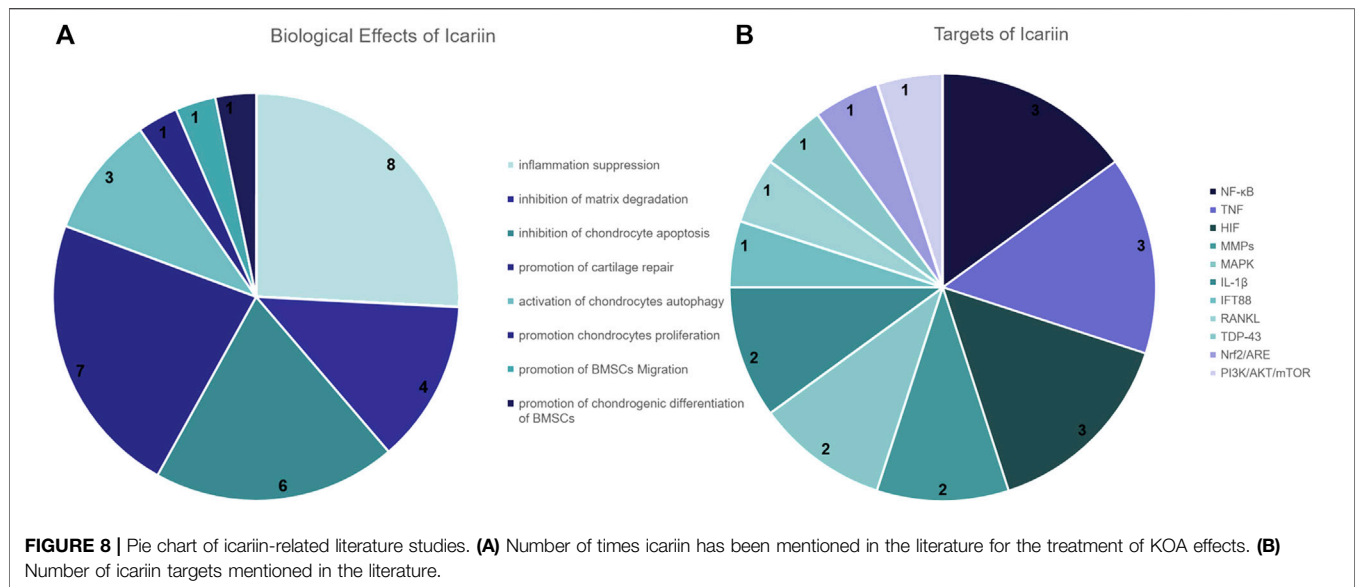 A
Biological Effects of Icariin
8
4
6
7
3
1
1
1
inflammation suppression
inhibition of matrix degradation
inhibition of chondrocyte apoptosis
promotion of cartilage repair
activation of chondrocytes autophagy
promotion chondrocytes proliferation
promotion of BMSCs Migration
promotion of chondrogenic differentiation
of BMSCs
B
Targets of Icariin
3
3
3
2
2
2
1
1
1
1
1
NF-κB
TNF
HIF
MMPs
MAPK
IL-1β
IFT88
RANKL
TDP-43
Nrf2/ARE
PI3K/AKT/mTOR
FIGURE 8 | Pie chart of icariin-related literature studies. (A) Number of times icariin has been mentioned in the literature for the treatment of KOA effects. (B)
Number of icariin targets mentioned in the literature.